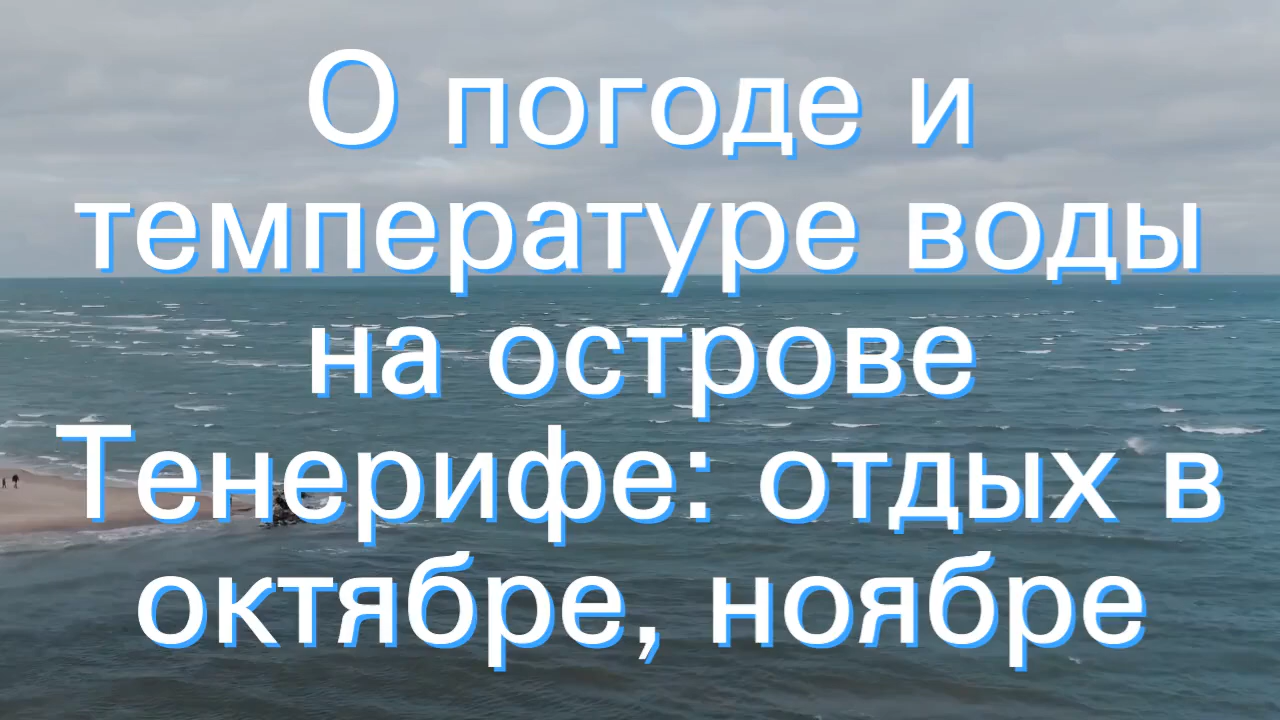 О погоде и
температуре воды
на острове
Тенерифе: отдых в
октябре, ноябре